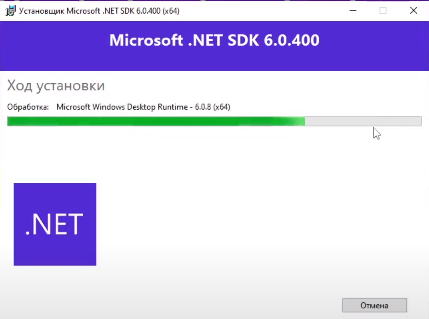 Установщик Microsoft .NET SDK 6.0.400 (x64)
Microsoft .NET SDK 6.0.400
Ход установки
Обработка: Microsoft Windows Desktop Runtime - 6.0.8 (x64)
.NET
Отмена